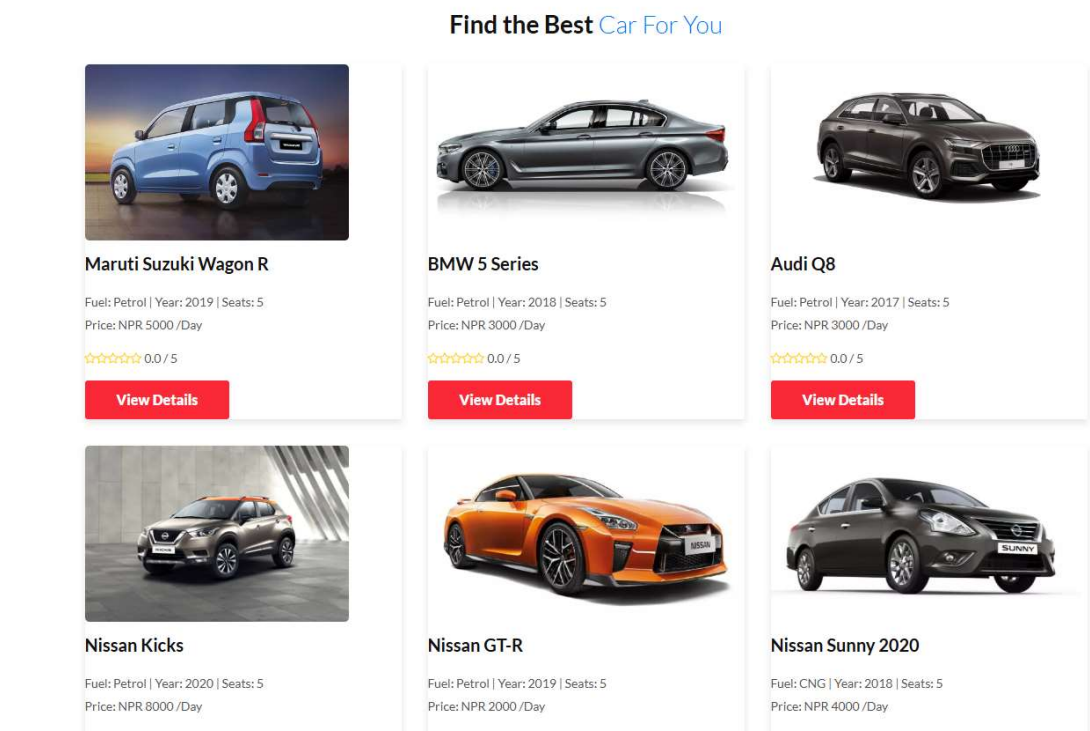 Find the Best Car For You
Maruti Suzuki Wagon R
Fuel: Petrol | Year: 2019 | Seats: 5
Price: NPR 5000 /Day
0.0 / 5
View Details
BMW 5 Series
Fuel: Petrol | Year: 2018 | Seats: 5
Price: NPR 3000 /Day
0.0 / 5
View Details
Audi Q8
Fuel: Petrol | Year: 2017 | Seats: 5
Price: NPR 3000 /Day
0.0 / 5
View Details
Nissan Kicks
Fuel: Petrol | Year: 2020 | Seats: 5
Price: NPR 8000 /Day
NISSAN
Nissan GT-R
Fuel: Petrol | Year: 2019 | Seats: 5
Price: NPR 2000 /Day
SUNNY
Nissan Sunny 2020
Fuel: CNG | Year: 2018 | Seats: 5
Price: NPR 4000 /Day